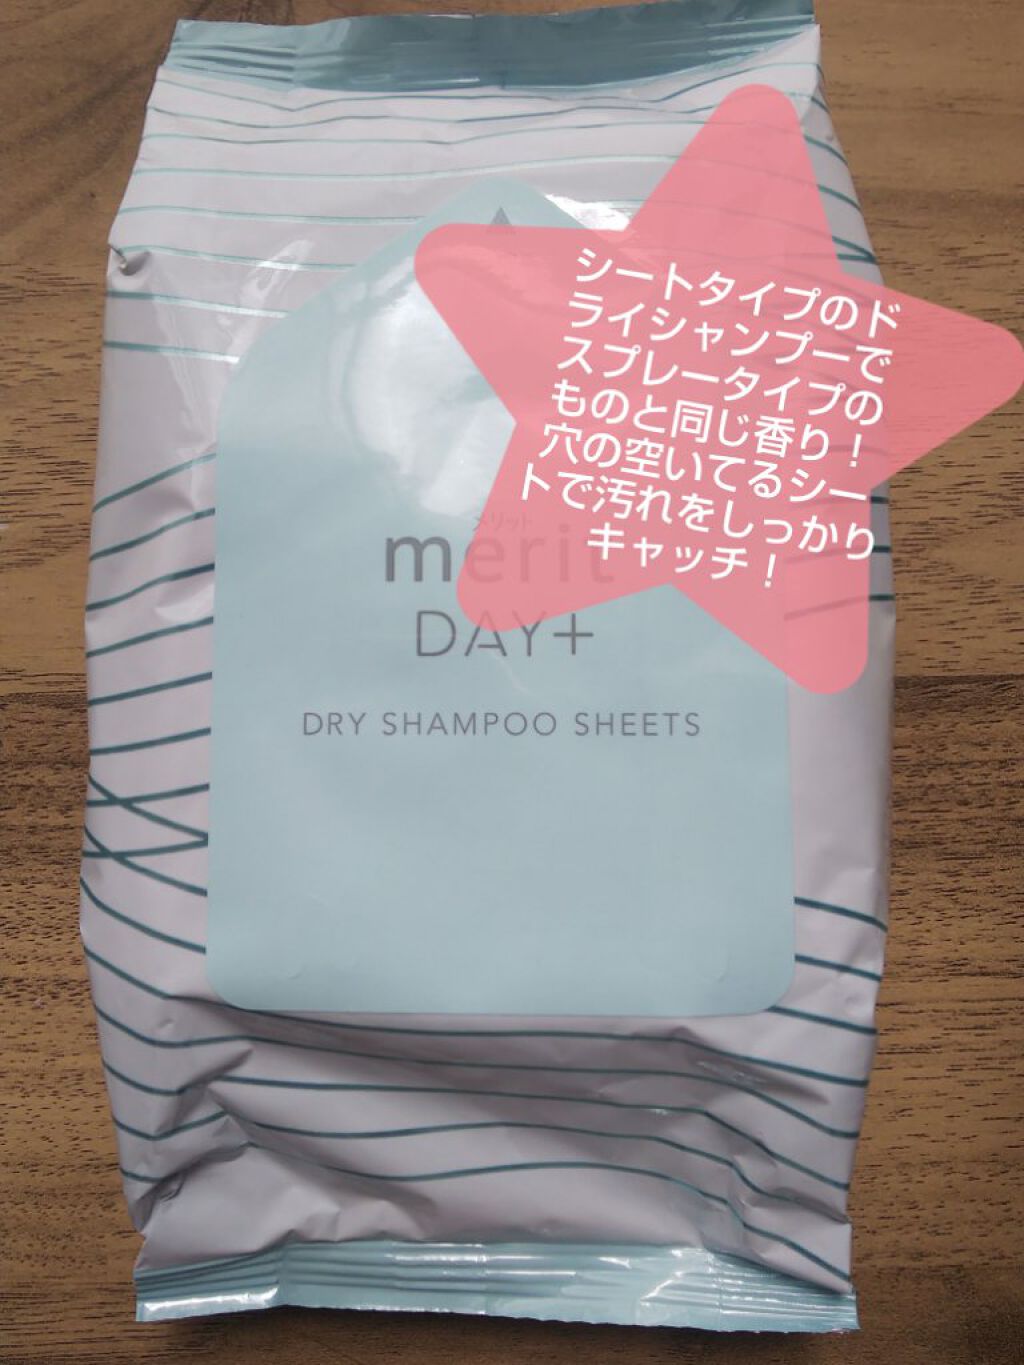 シートタイプのド
ライシャンプーで
スプレータイプの
ものと同じ香り！
穴の空いてるシー
トで汚れをしっかり
キャッチ！
メリット
merit
DAY+
DRY SHAMPOO SHEETS